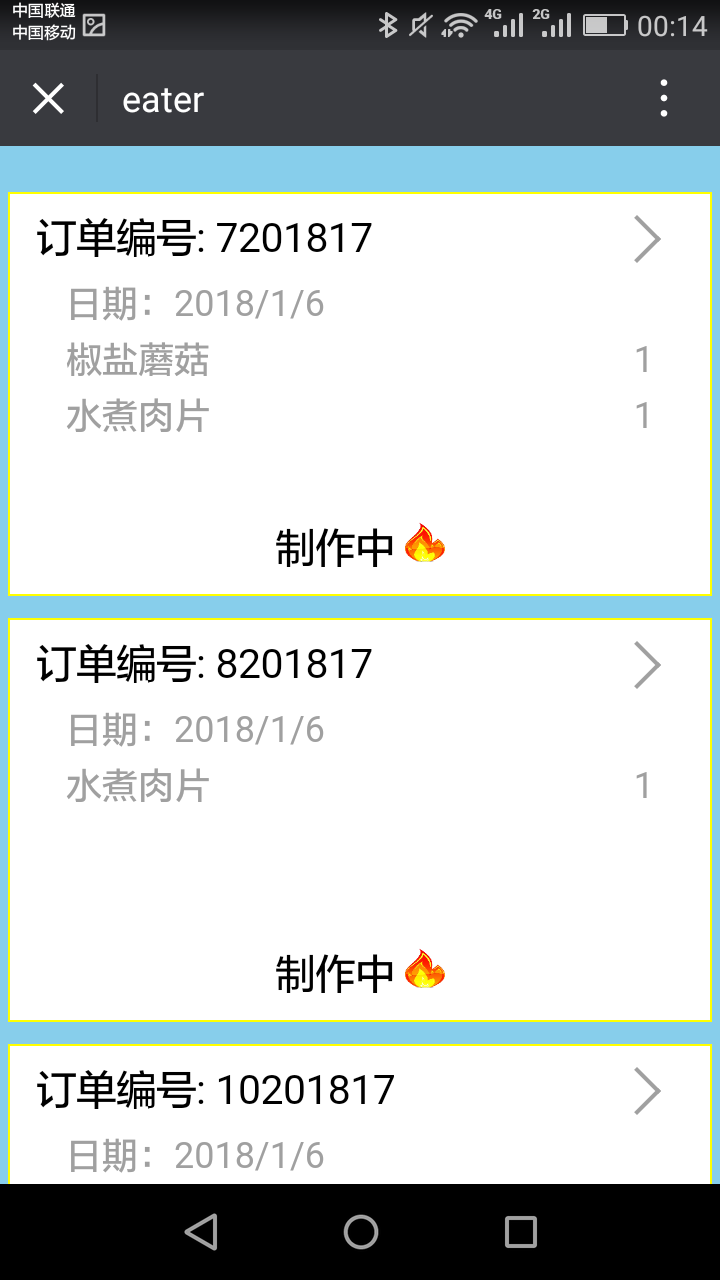 中国联通
中国移动
4G 2G 00:14
eater
订单编号: 7201817
日期：2018/1/6
椒盐蘑菇 1
水煮肉片 1
制作中
订单编号: 8201817
日期：2018/1/6
水煮肉片 1
制作中
订单编号: 10201817
日期：2018/1/6